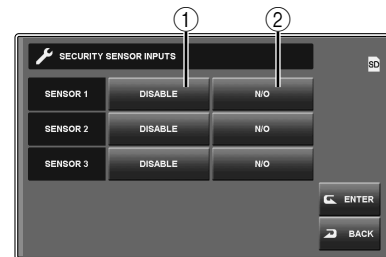 ① ②
SECURITY SENSOR INPUTS
SD
SENSOR 1 DISABLE N/O
SENSOR 2 DISABLE N/O
SENSOR 3 DISABLE N/O
ENTER
BACK